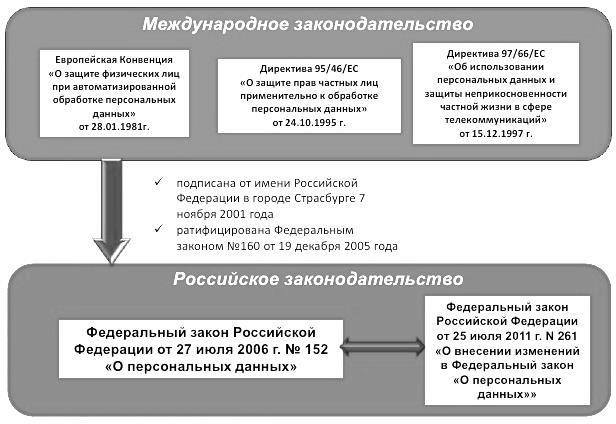 Международное законодательство
Европейская Конвенция
«О защите физических лиц
при автоматизированной
обработке персональных
данных»
от 28.01.1981г.
Директива 95/46/ЕС
«О защите прав частных лиц
применительно к обработке
персональных данных»
от 24.10.1995 г.
Директива 97/66/ЕС
«Об использовании
персональных данных и
защиты неприкосновенности
частной жизни в сфере
телекоммуникаций»
от 15.12.1997 г.
✓ подписана от имени Российской
Федерации в городе Страсбурге 7
ноября 2001 года
✓ ратифицирована Федеральным
законом №160 от 19 декабря 2005 года
Российское законодательство
Федеральный закон Российской
Федерации от 27 июля 2006 г. № 152
«О персональных данных»
Федеральный закон
Российской Федерации
от 25 июля 2011 г. N 261
«О внесении изменений
в Федеральный закон
«О персональных
данных»»